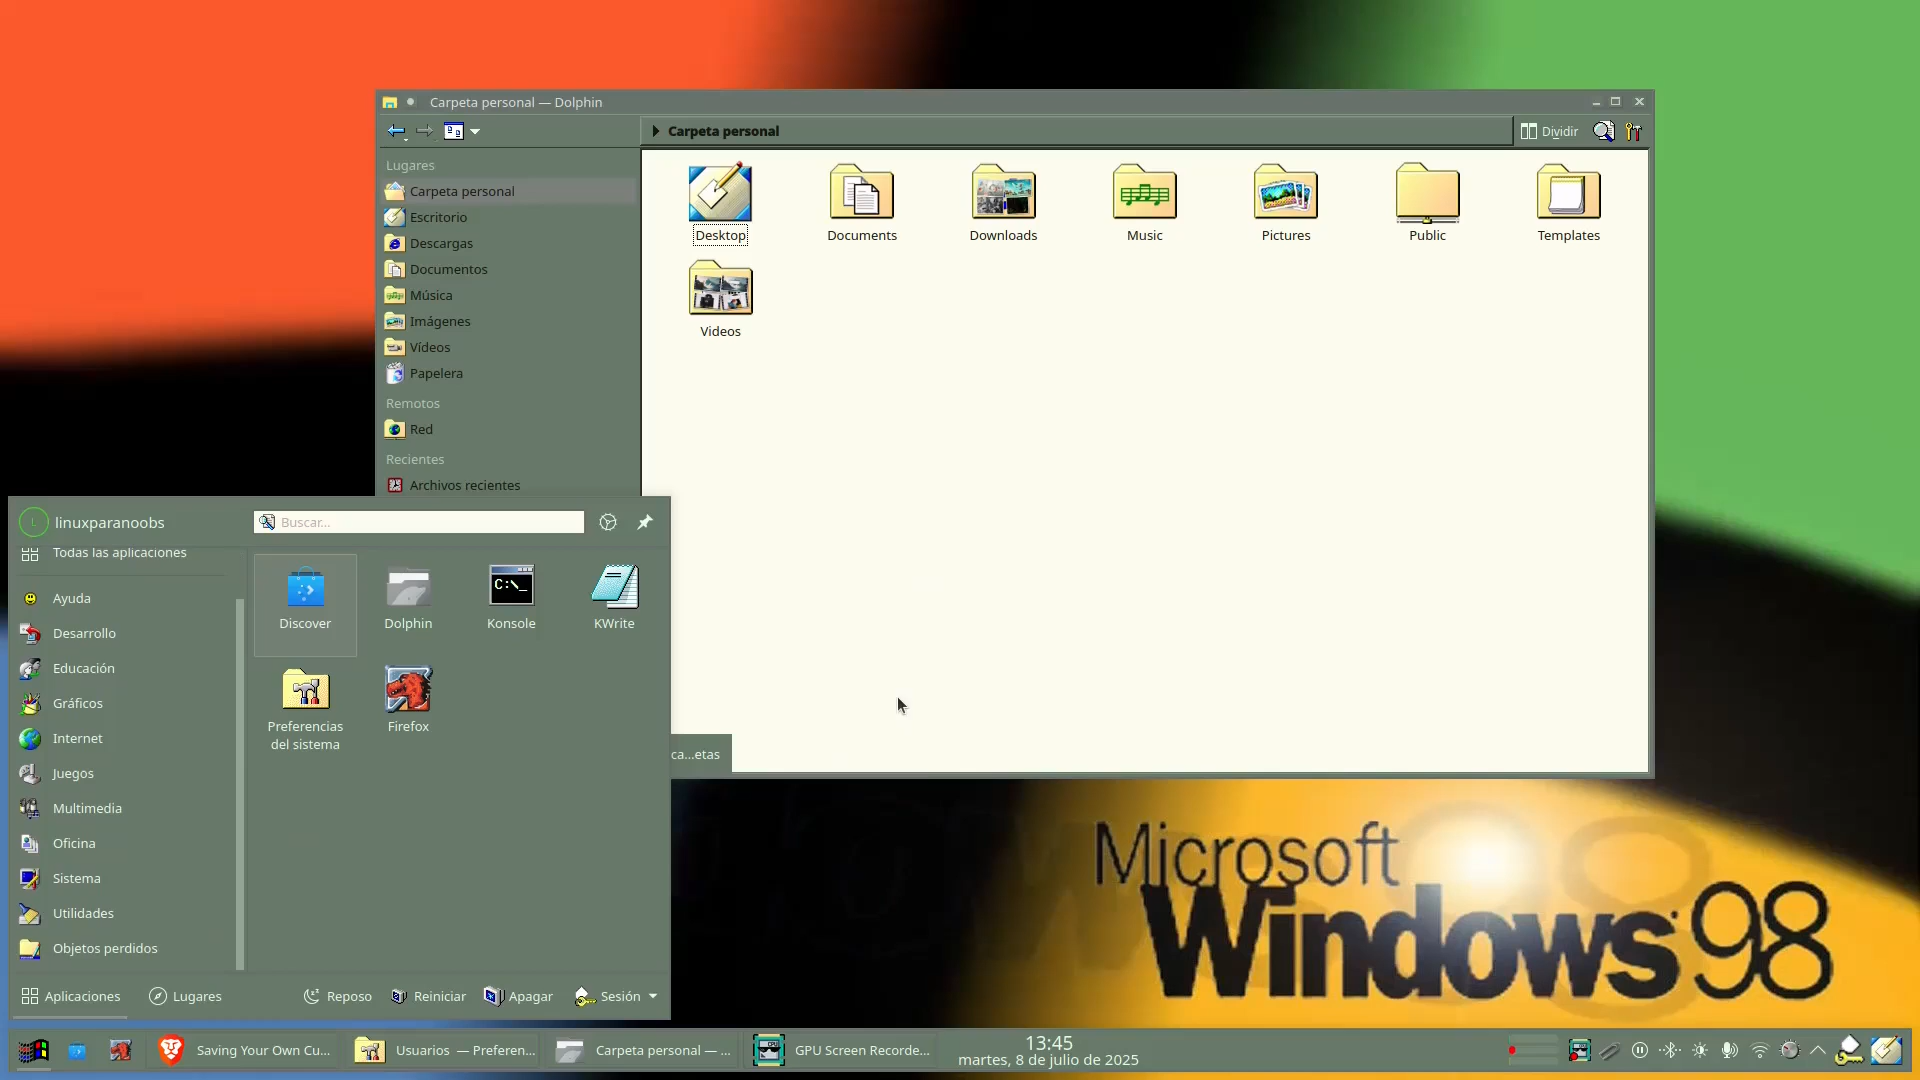 Carpeta personal — Dolphin
Carpeta personal
Dividir
Lugares
Carpeta personal
Escritorio
Descargas
Documentos
Música
Imágenes
Vídeos
Papelera
Remotos
Red
Recientes
Archivos recientes
Desktop
Documents
Downloads
Music
Pictures
Public
Templates
Videos
ca...etas
linuxparanoobs
Buscar...
Todas las aplicaciones
Ayuda
Desarrollo
Educación
Gráficos
Internet
Juegos
Multimedia
Oficina
Sistema
Utilidades
Objetos perdidos
Discover
Dolphin
C:\_
Konsole
KWrite
Preferencias
del sistema
Firefox
Aplicaciones
Lugares
Reposo
Reiniciar
Apagar
Sesión
Microsoft
Windows 98
Saving Your Own Cu...
Usuarios — Preferen...
Carpeta personal — ...
GPU Screen Recorde...
13:45
martes, 8 de julio de 2025